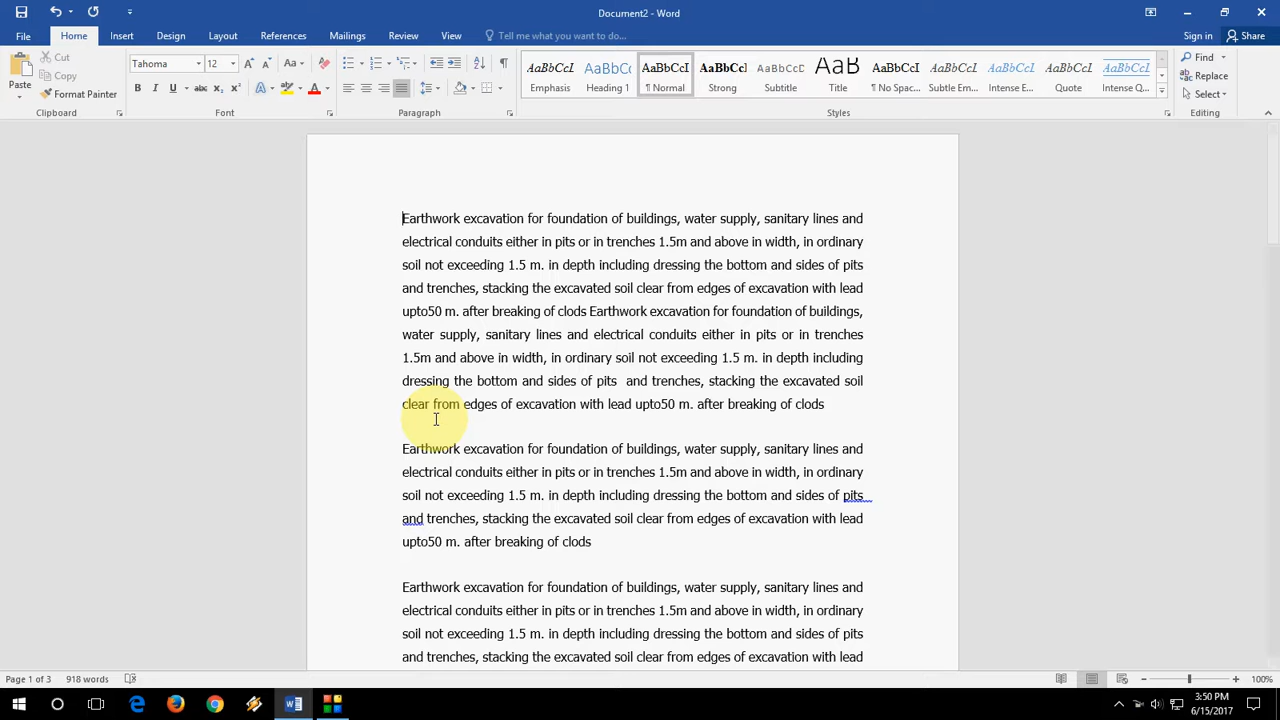 Document2 - Word
File Home Insert Design Layout References Mailings Review View Tell me what you want to do... Sign in Share
Paste Cut Copy Format Painter
Tahoma 12 Aa
B I U abc X₂ X² A A
AaBbCcI AaBbCc AaBbCcI AaBbCcI AaBbCcD AaB AaBbCcI AaBbCcD AaBbCcI AaBbCcI AaBbCcI
Emphasis Heading 1 ¶ Normal Strong Subtitle Title ¶ No Spac... Subtle Em... Intense E... Quote Intense Q...
Find
Replace
Select
Clipboard Font Paragraph Styles Editing
Earthwork excavation for foundation of buildings, water supply, sanitary lines and
electrical conduits either in pits or in trenches 1.5m and above in width, in ordinary
soil not exceeding 1.5 m. in depth including dressing the bottom and sides of pits
and trenches, stacking the excavated soil clear from edges of excavation with lead
upto50 m. after breaking of clods Earthwork excavation for foundation of buildings,
water supply, sanitary lines and electrical conduits either in pits or in trenches
1.5m and above in width, in ordinary soil not exceeding 1.5 m. in depth including
dressing the bottom and sides of pits and trenches, stacking the excavated soil
clear from edges of excavation with lead upto50 m. after breaking of clods
Earthwork excavation for foundation of buildings, water supply, sanitary lines and
electrical conduits either in pits or in trenches 1.5m and above in width, in ordinary
soil not exceeding 1.5 m. in depth including dressing the bottom and sides of pits
and trenches, stacking the excavated soil clear from edges of excavation with lead
upto50 m. after breaking of clods
Earthwork excavation for foundation of buildings, water supply, sanitary lines and
electrical conduits either in pits or in trenches 1.5m and above in width, in ordinary
soil not exceeding 1.5 m. in depth including dressing the bottom and sides of pits
and trenches, stacking the excavated soil clear from edges of excavation with lead
Page 1 of 3 918 words 100%
3:50 PM
6/15/2017